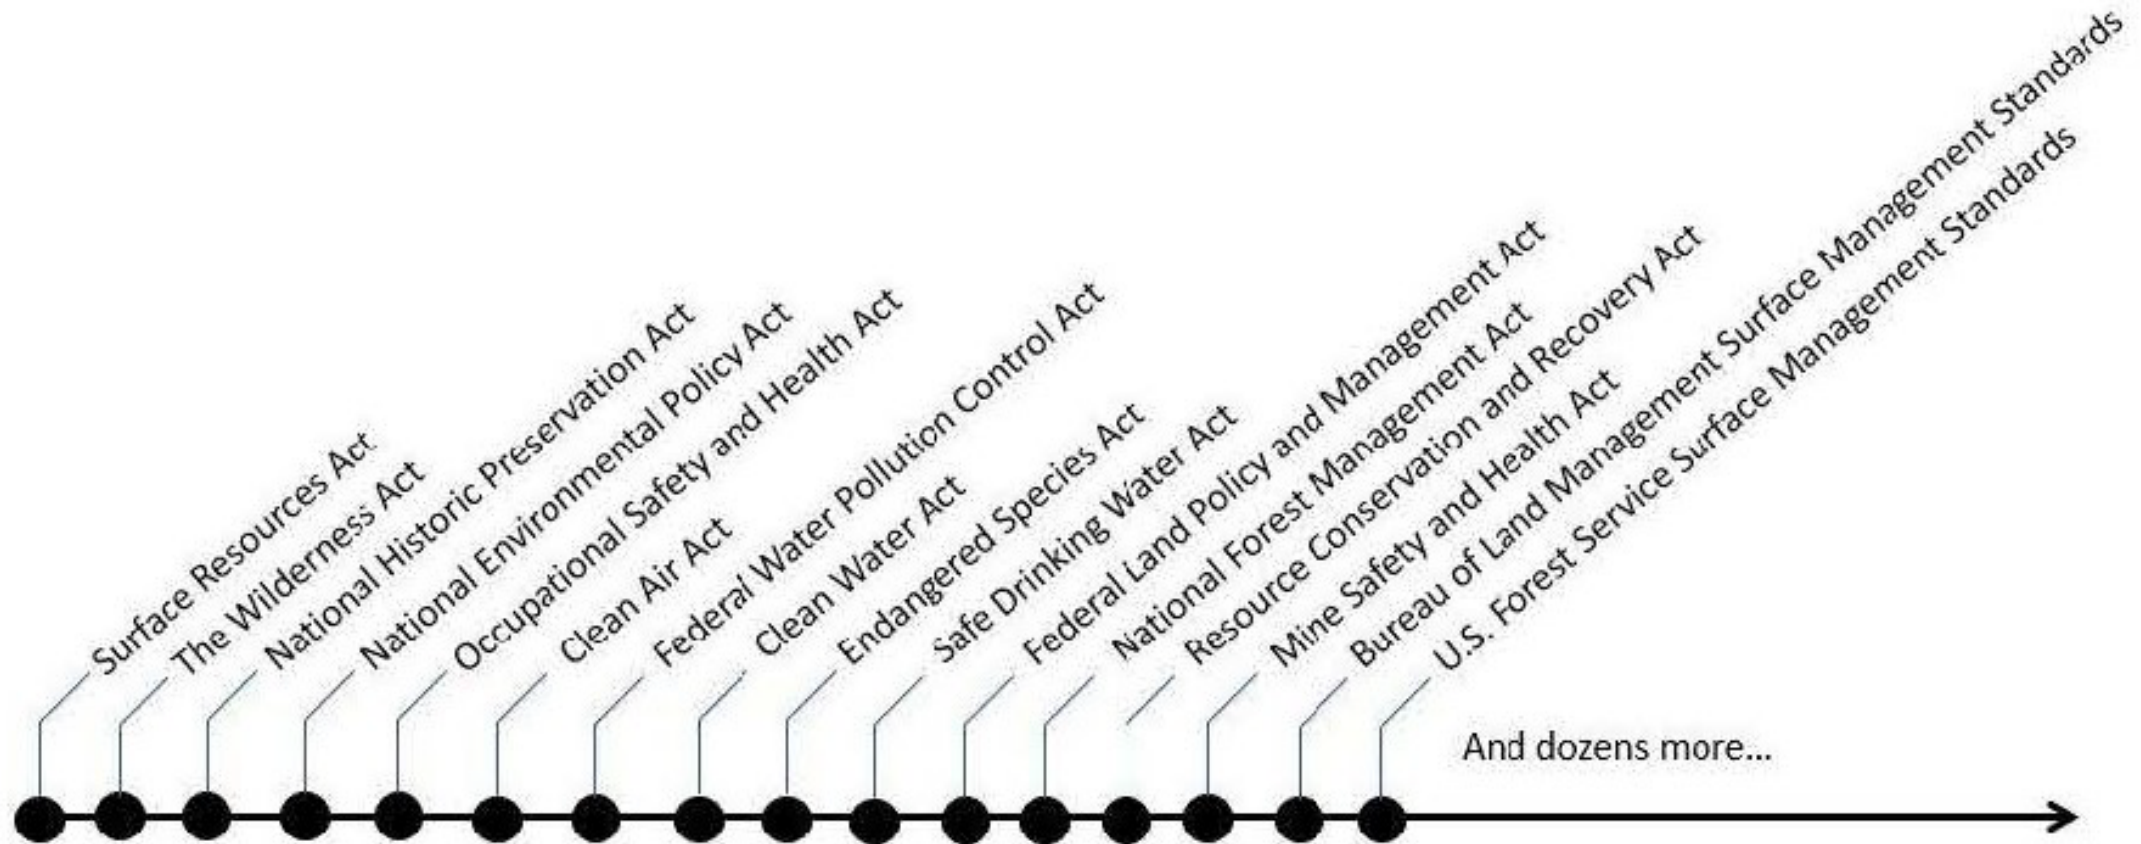 Surface Resources Act
The Wilderness Act
National Historic Preservation Act
National Environmental Policy Act
Occupational Safety and Health Act
Clean Air Act
Federal Water Pollution Control Act
Clean Water Act
Endangered Species Act
Safe Drinking Water Act
Federal Land Policy and Management Act
National Forest Management Act
Resource Conservation and Recovery Act
Mine Safety and Health Act
Bureau of Land Management Surface Management Standards
U.S. Forest Service Surface Management Standards
And dozens more...